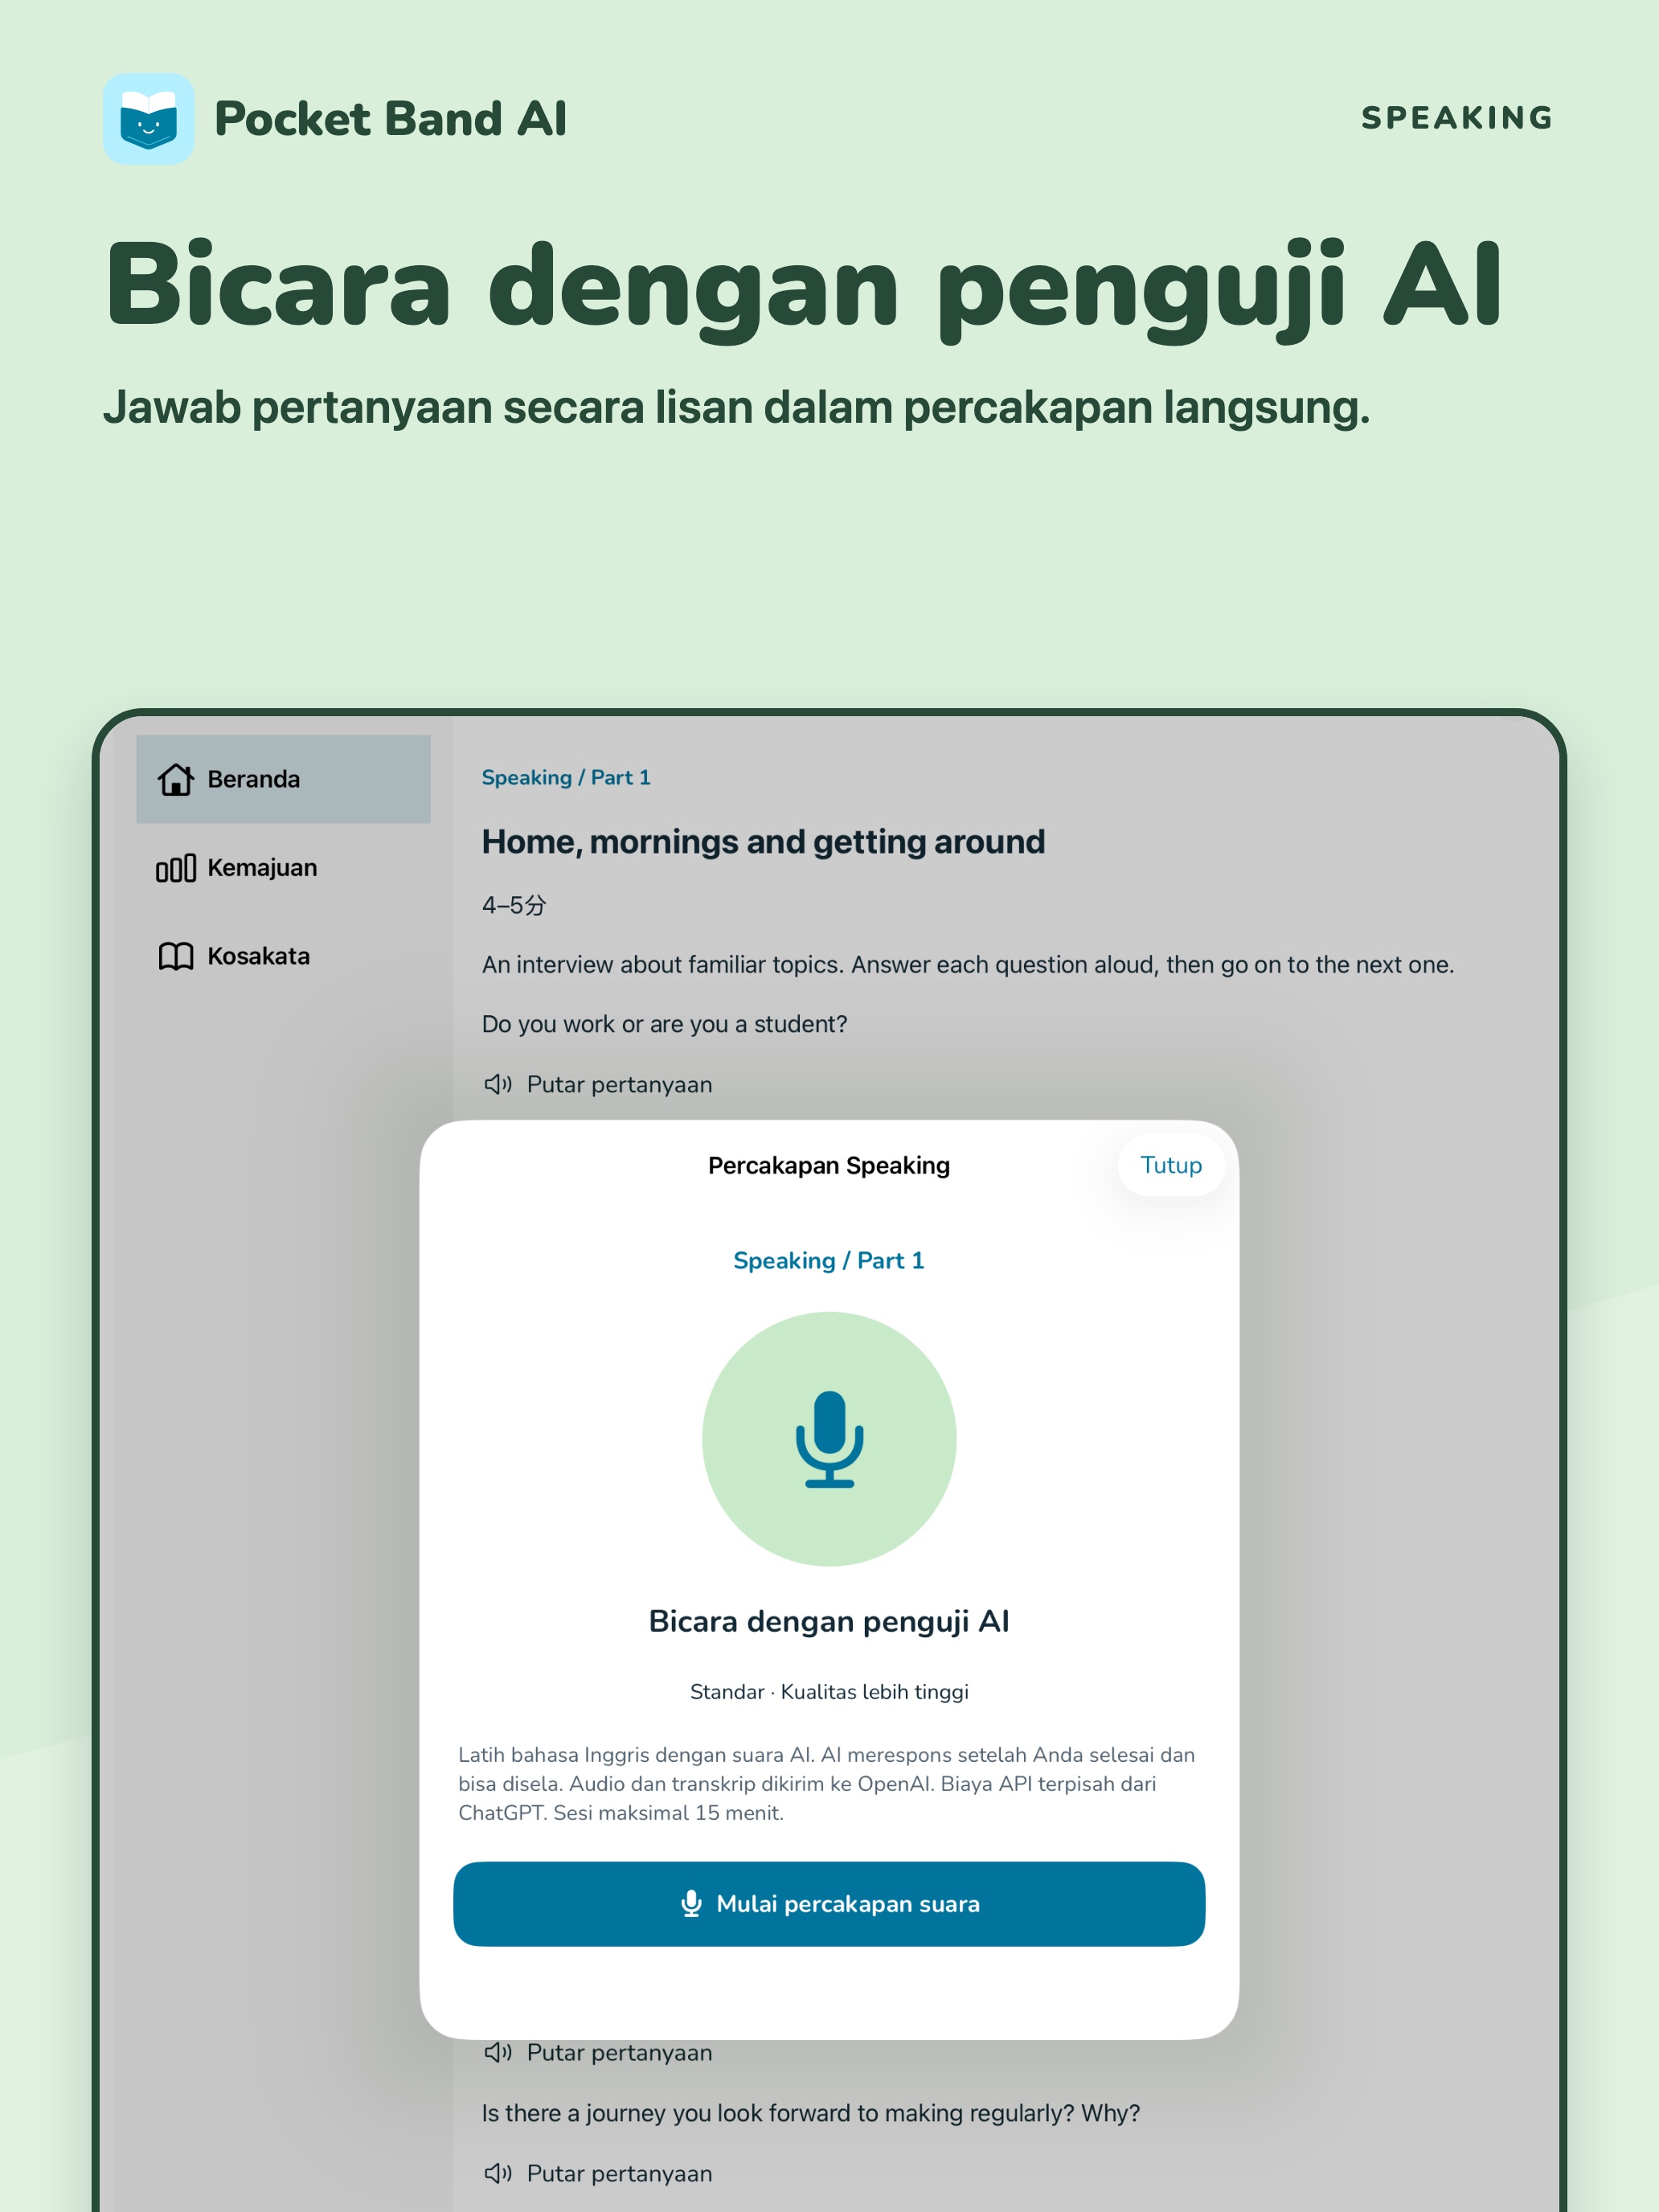 Pocket Band AI
SPEAKING
Bicara dengan penguji AI
Jawab pertanyaan secara lisan dalam percakapan langsung.
Beranda
Kemajuan
Kosakata
Speaking / Part 1
Home, mornings and getting around
4–5分
An interview about familiar topics. Answer each question aloud, then go on to the next one.
Do you work or are you a student?
Putar pertanyaan
Percakapan Speaking
Tutup
Speaking / Part 1
Bicara dengan penguji AI
Standar · Kualitas lebih tinggi
Latih bahasa Inggris dengan suara AI. AI merespons setelah Anda selesai dan
bisa disela. Audio dan transkrip dikirim ke OpenAI. Biaya API terpisah dari
ChatGPT. Sesi maksimal 15 menit.
Mulai percakapan suara
Putar pertanyaan
Is there a journey you look forward to making regularly? Why?
Putar pertanyaan